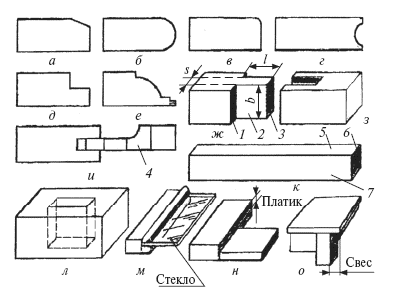 а б в г
l
s
b
д е ж 1 2 3 з
и 4
5 6
к 7
Платик
л м н о
Стекло
Свес